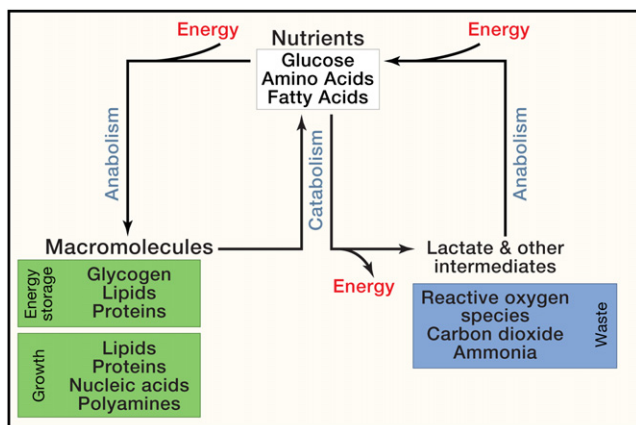 Energy
Nutrients
Energy
Glucose
Amino Acids
Fatty Acids
Anabolism
Catabolism
Anabolism
Macromolecules
Lactate & other
intermediates
Energy
storage
Glycogen
Lipids
Proteins
Energy
Reactive oxygen
species
Carbon dioxide
Ammonia
Waste
Growth
Lipids
Proteins
Nucleic acids
Polyamines